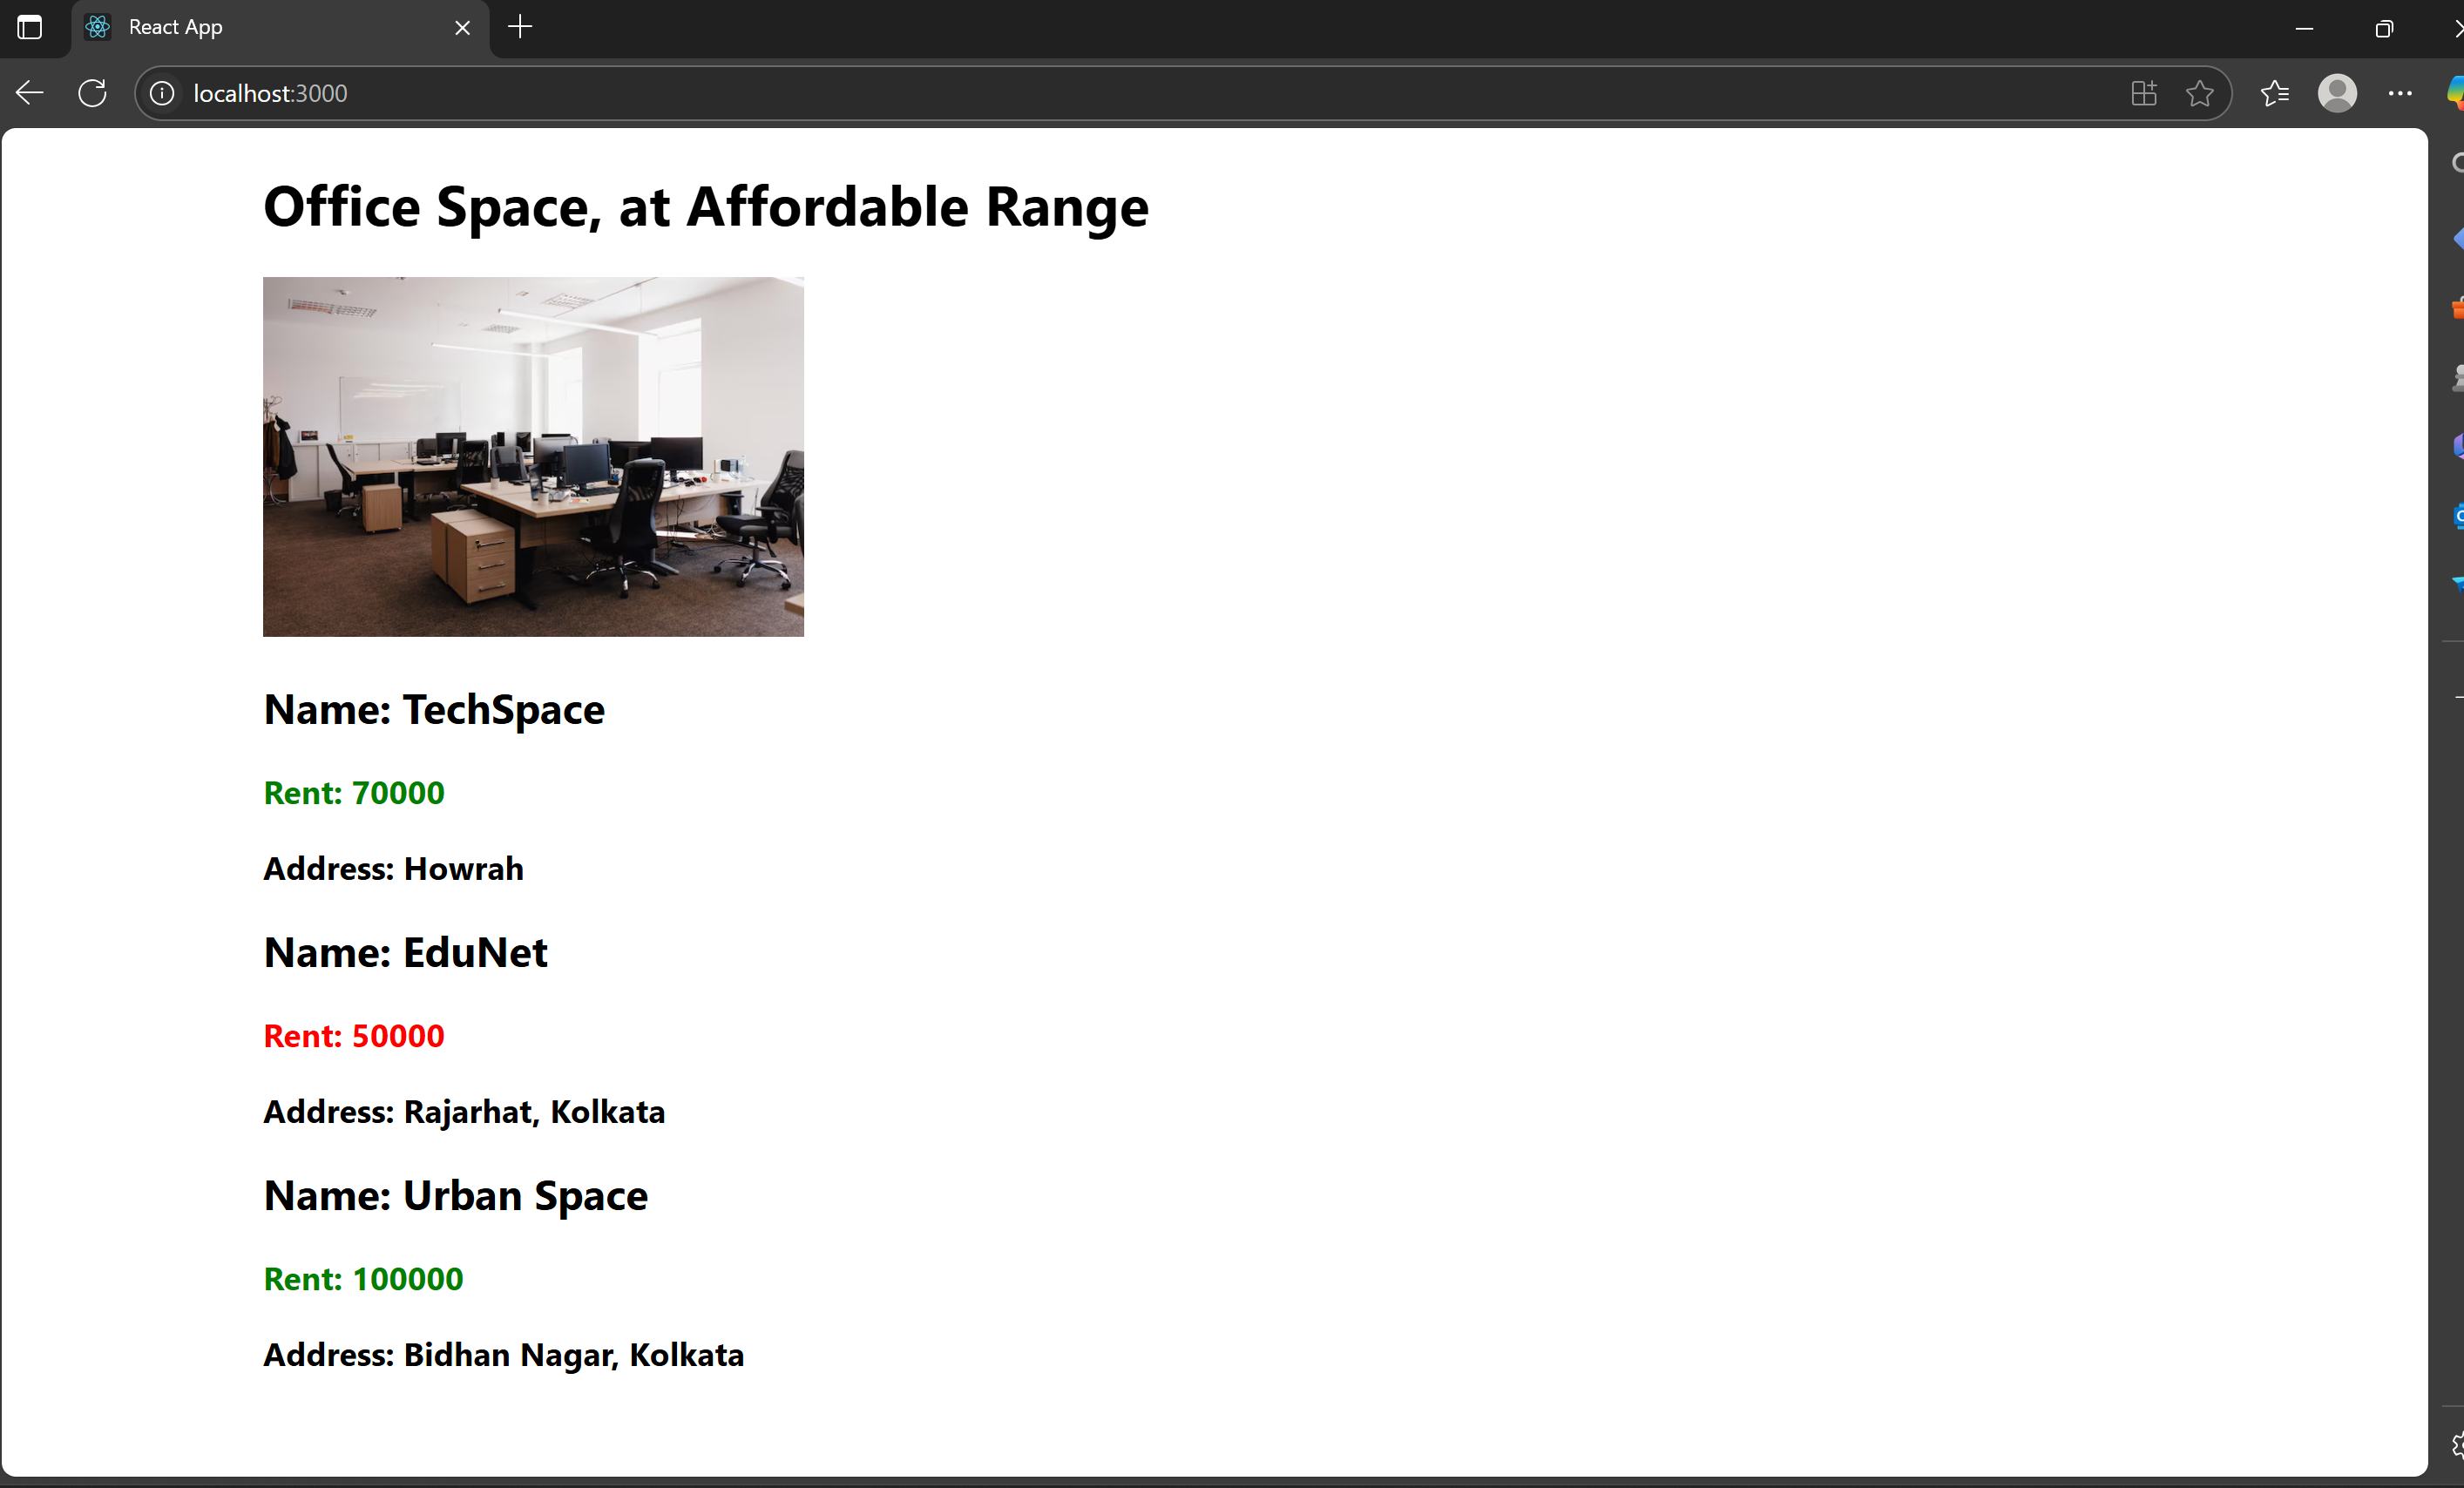 React App
localhost:3000
Office Space, at Affordable Range
Name: TechSpace
Rent: 70000
Address: Howrah
Name: EduNet
Rent: 50000
Address: Rajarhat, Kolkata
Name: Urban Space
Rent: 100000
Address: Bidhan Nagar, Kolkata